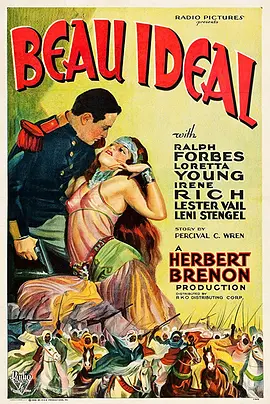 RADIO PICTURES
presents
BEAU IDEAL
with
RALPH
FORBES
LORETTA
YOUNG
IRENE
RICH
LESTER VAIL
LENI STENGEL
STORY BY
PERCIVAL C. WREN
A
HERBERT
BRENON
PRODUCTION
DISTRIBUTED BY
RKO DISTRIBUTING CORP.